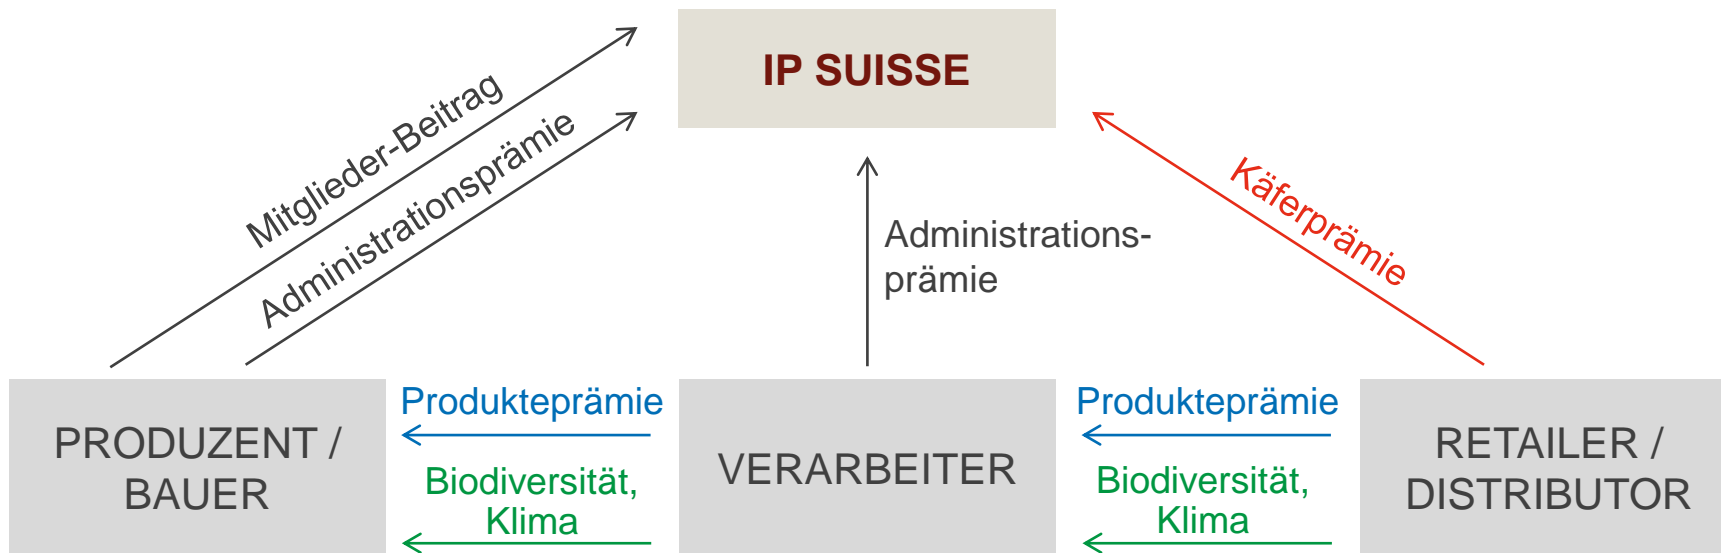 IP SUISSE
Mitglieder-Beitrag
Administrationsprämie
Administrations-
prämie
Käferprämie
PRODUZENT /
BAUER
Produkteprämie
Biodiversität,
Klima
VERARBEITER
Produkteprämie
Biodiversität,
Klima
RETAILER /
DISTRIBUTOR